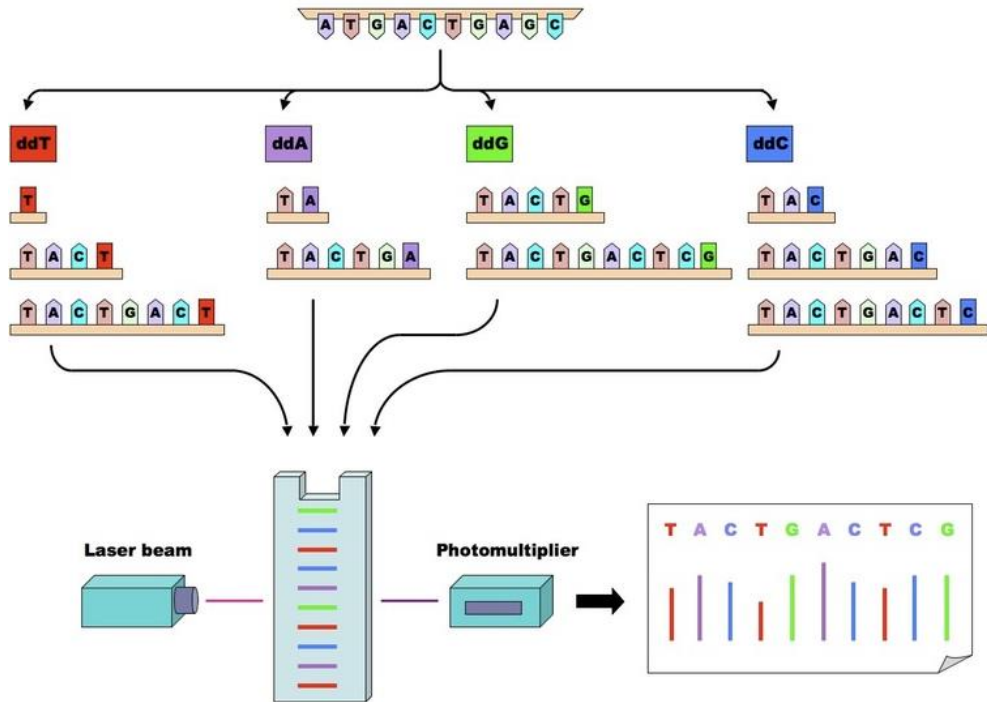 A T G A C T G A G C
ddT ddA ddG ddC
T
T A
T A C T G
T A C
T A C T
T A C T G A
T A C T G A C T C G
T A C T G A C
T A C T G A C T
T A C T G A C T C
Laser beam
Photomultiplier
T A C T G A C T C G